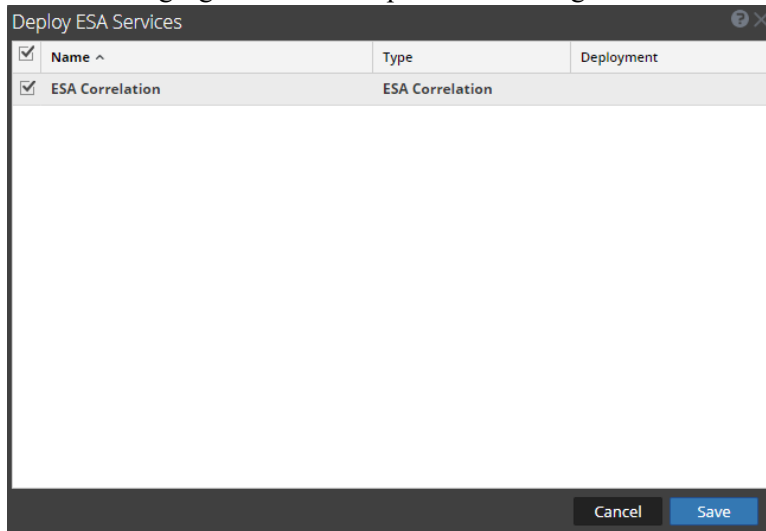 Deploy ESA Services
Name Type Deployment
ESA Correlation ESA Correlation
Cancel Save